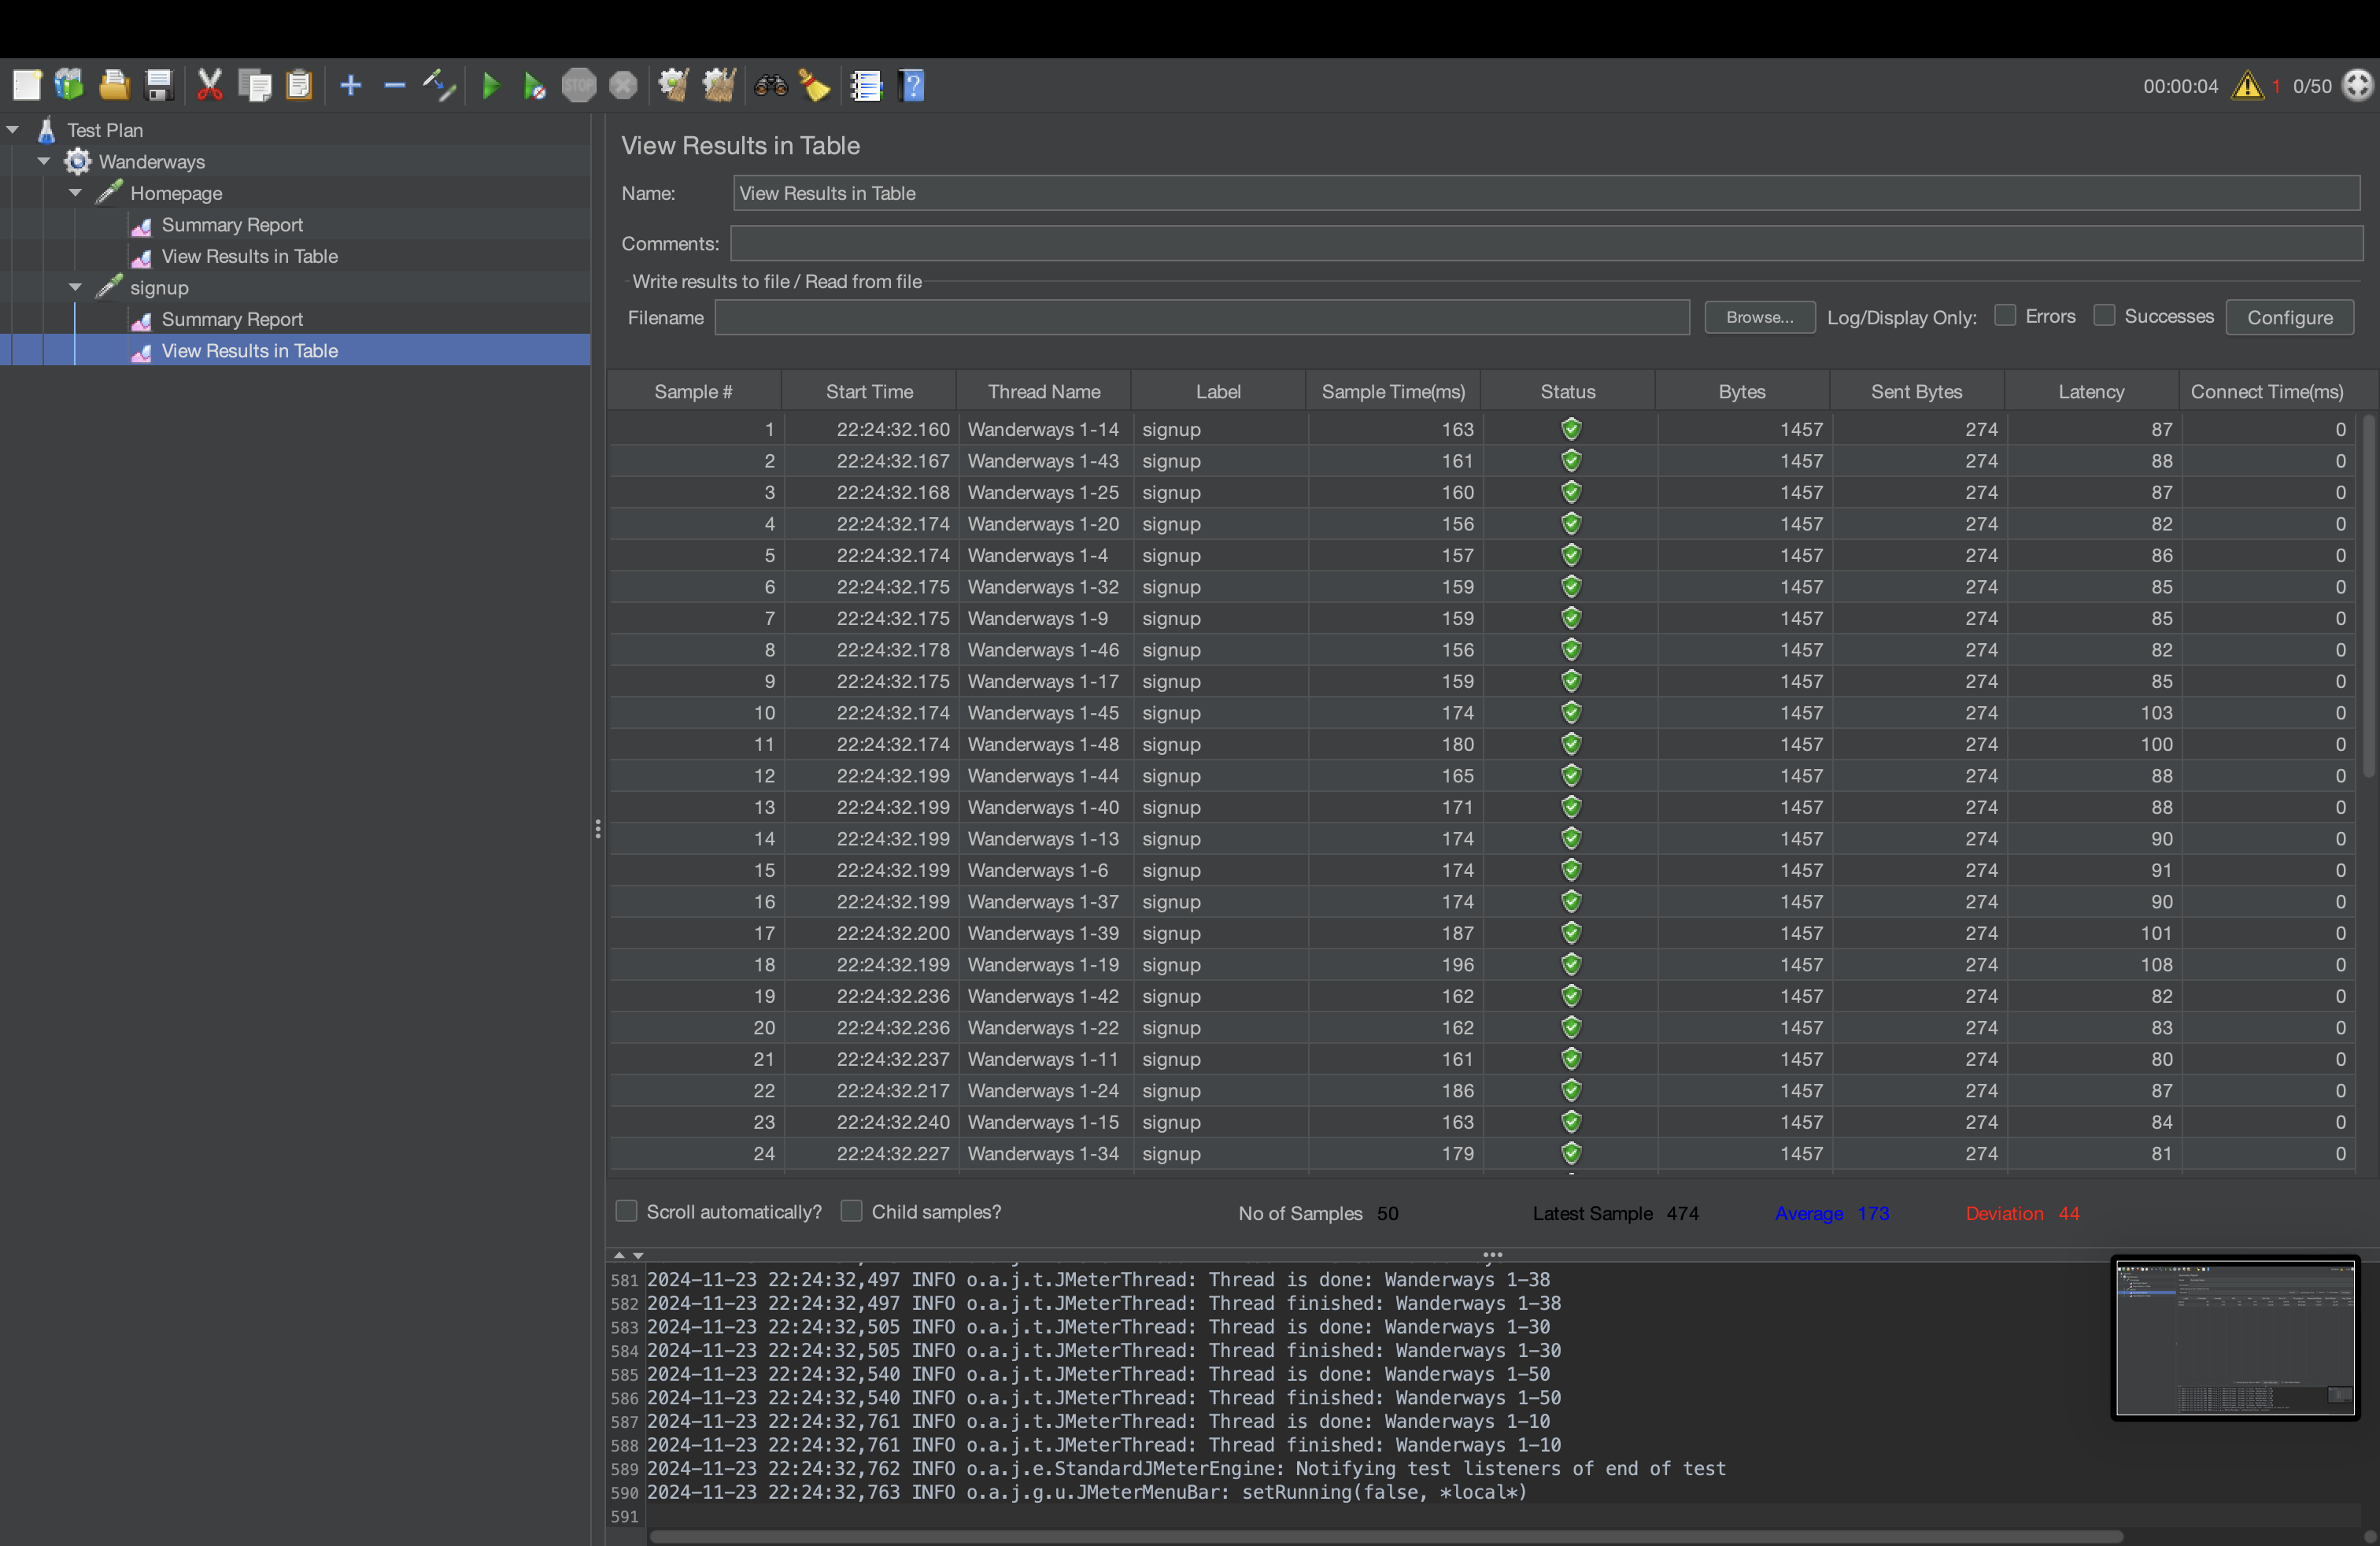 00:00:04 1 0/50
Test Plan
Wanderways
Homepage
Summary Report
View Results in Table
signup
Summary Report
View Results in Table
View Results in Table
Name: View Results in Table
Comments:
Write results to file / Read from file
Filename Browse... Log/Display Only: Errors Successes Configure
Sample # Start Time Thread Name Label Sample Time(ms) Status Bytes Sent Bytes Latency Connect Time(ms)
1 22:24:32.160 Wanderways 1-14 signup 163 1457 274 87 0
2 22:24:32.167 Wanderways 1-43 signup 161 1457 274 88 0
3 22:24:32.168 Wanderways 1-25 signup 160 1457 274 87 0
4 22:24:32.174 Wanderways 1-20 signup 156 1457 274 82 0
5 22:24:32.174 Wanderways 1-4 signup 157 1457 274 86 0
6 22:24:32.175 Wanderways 1-32 signup 159 1457 274 85 0
7 22:24:32.175 Wanderways 1-9 signup 159 1457 274 85 0
8 22:24:32.178 Wanderways 1-46 signup 156 1457 274 82 0
9 22:24:32.175 Wanderways 1-17 signup 159 1457 274 85 0
10 22:24:32.174 Wanderways 1-45 signup 174 1457 274 103 0
11 22:24:32.174 Wanderways 1-48 signup 180 1457 274 100 0
12 22:24:32.199 Wanderways 1-44 signup 165 1457 274 88 0
13 22:24:32.199 Wanderways 1-40 signup 171 1457 274 88 0
14 22:24:32.199 Wanderways 1-13 signup 174 1457 274 90 0
15 22:24:32.199 Wanderways 1-6 signup 174 1457 274 91 0
16 22:24:32.199 Wanderways 1-37 signup 174 1457 274 90 0
17 22:24:32.200 Wanderways 1-39 signup 187 1457 274 101 0
18 22:24:32.199 Wanderways 1-19 signup 196 1457 274 108 0
19 22:24:32.236 Wanderways 1-42 signup 162 1457 274 82 0
20 22:24:32.236 Wanderways 1-22 signup 162 1457 274 83 0
21 22:24:32.237 Wanderways 1-11 signup 161 1457 274 80 0
22 22:24:32.217 Wanderways 1-24 signup 186 1457 274 87 0
23 22:24:32.240 Wanderways 1-15 signup 163 1457 274 84 0
24 22:24:32.227 Wanderways 1-34 signup 179 1457 274 81 0
Scroll automatically? Child samples? No of Samples 50 Latest Sample 474 Average 173 Deviation 44
581 2024-11-23 22:24:32,497 INFO o.a.j.t.JMeterThread: Thread is done: Wanderways 1-38
582 2024-11-23 22:24:32,497 INFO o.a.j.t.JMeterThread: Thread finished: Wanderways 1-38
583 2024-11-23 22:24:32,505 INFO o.a.j.t.JMeterThread: Thread is done: Wanderways 1-30
584 2024-11-23 22:24:32,505 INFO o.a.j.t.JMeterThread: Thread finished: Wanderways 1-30
585 2024-11-23 22:24:32,540 INFO o.a.j.t.JMeterThread: Thread is done: Wanderways 1-50
586 2024-11-23 22:24:32,540 INFO o.a.j.t.JMeterThread: Thread finished: Wanderways 1-50
587 2024-11-23 22:24:32,761 INFO o.a.j.t.JMeterThread: Thread is done: Wanderways 1-10
588 2024-11-23 22:24:32,761 INFO o.a.j.t.JMeterThread: Thread finished: Wanderways 1-10
589 2024-11-23 22:24:32,762 INFO o.a.j.e.StandardJMeterEngine: Notifying test listeners of end of test
590 2024-11-23 22:24:32,763 INFO o.a.j.g.u.JMeterMenuBar: setRunning(false, *local*)
591